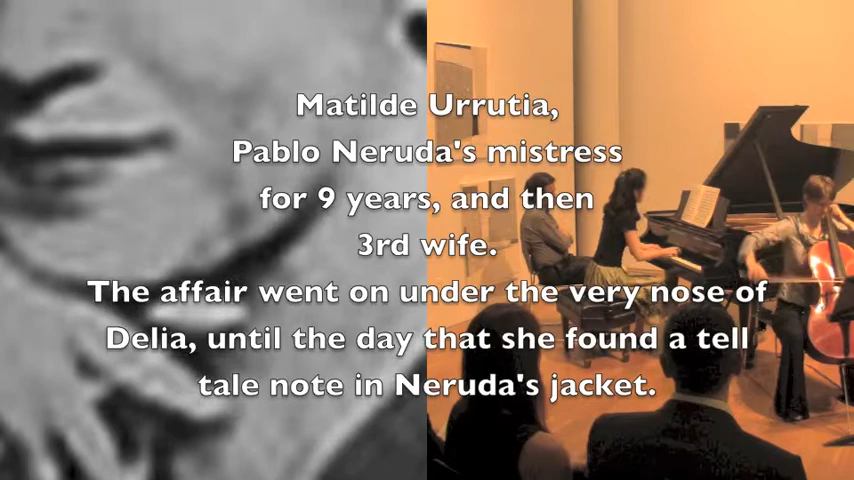 Matilde Urrutia,
Pablo Neruda's mistress
for 9 years, and then
3rd wife.
The affair went on under the very nose of
Delia, until the day that she found a tell
tale note in Neruda's jacket.